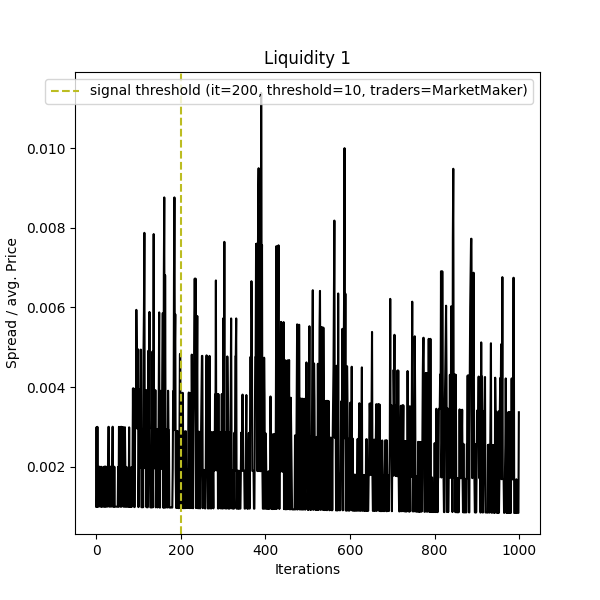 Liquidity 1
signal threshold (it=200, threshold=10, traders=MarketMaker)
0.010
0.008
0.006
0.004
0.002
Spread / avg. Price
0 200 400 600 800 1000
Iterations